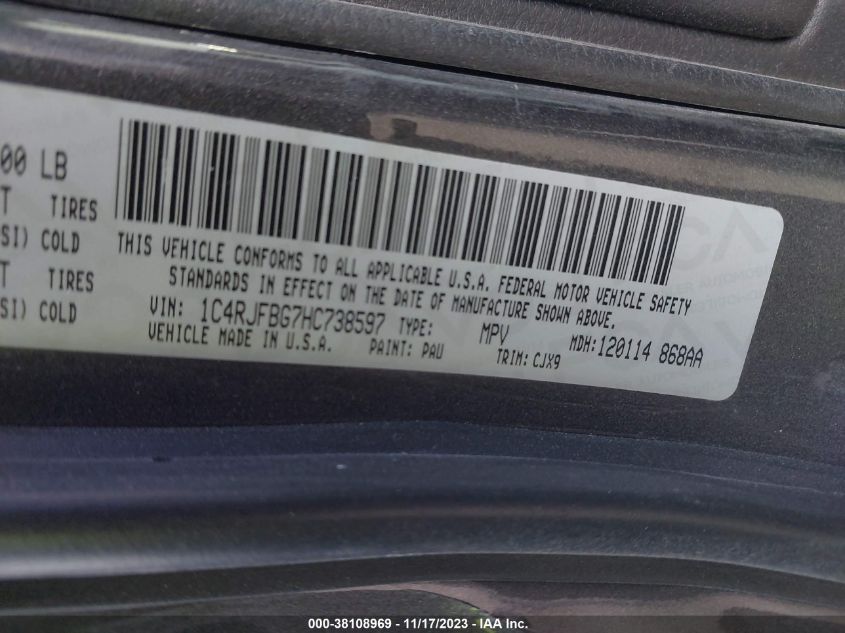 00 LB
T TIRES
SI) COLD
T TIRES
SI) COLD
THIS VEHICLE CONFORMS TO ALL APPLICABLE U.S.A. FEDERAL MOTOR VEHICLE SAFETY
STANDARDS IN EFFECT ON THE DATE OF MANUFACTURE SHOWN ABOVE.
VIN: 1C4RJFBG7HC738597 TYPE: MPV MDH:120114 868AA
VEHICLE MADE IN U.S.A. PAINT: PAU TRIM: CJX9
000-38108969 - 11/17/2023 - IAA Inc.